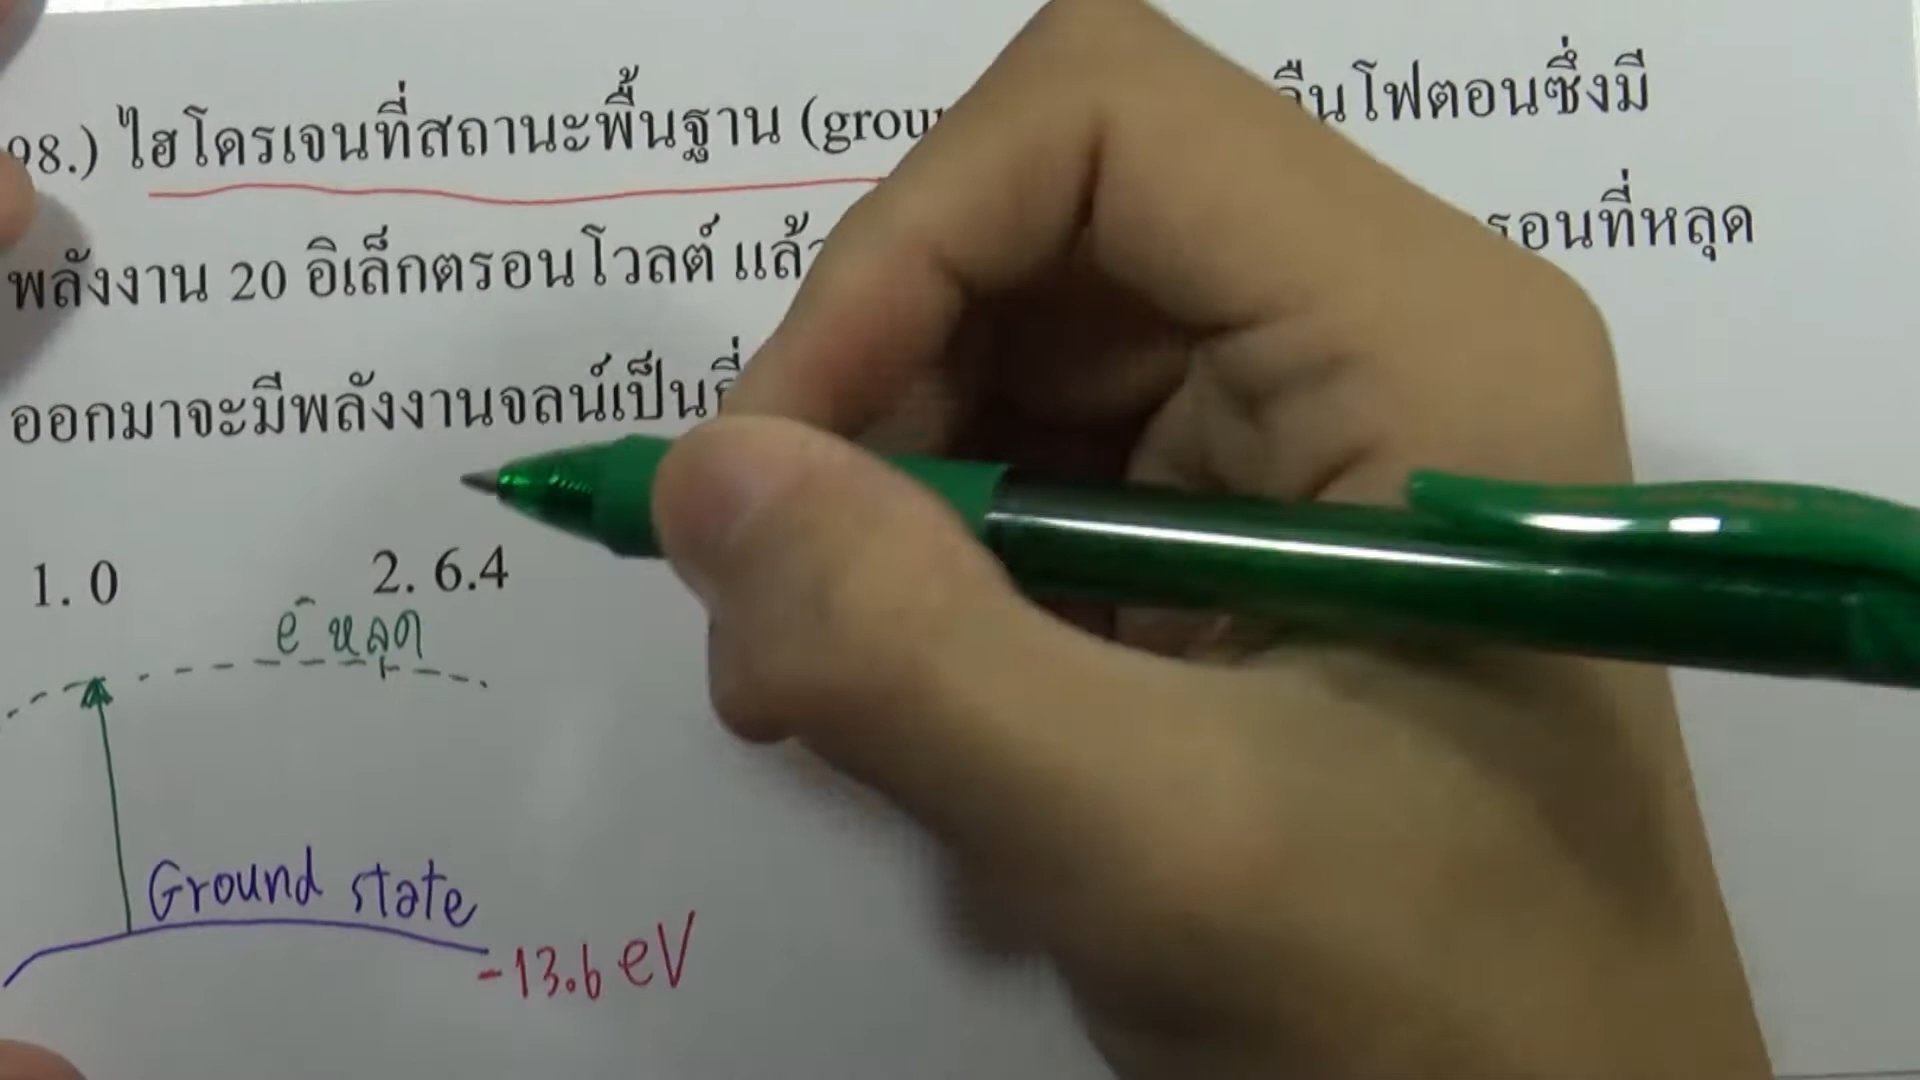 98.) ไฮโดรเจนที่สถานะพื้นฐาน (grou ืนโฟตอนซึ่งมี
พลังงาน 20 อิเล็กตรอนโวลต์ แล้ว รอนที่หลุด
ออกมาจะมีพลังงานจลน์เป็นกี่
1. 0 2. 6.4
e⁻ หลุด
Ground state
-13.6 eV